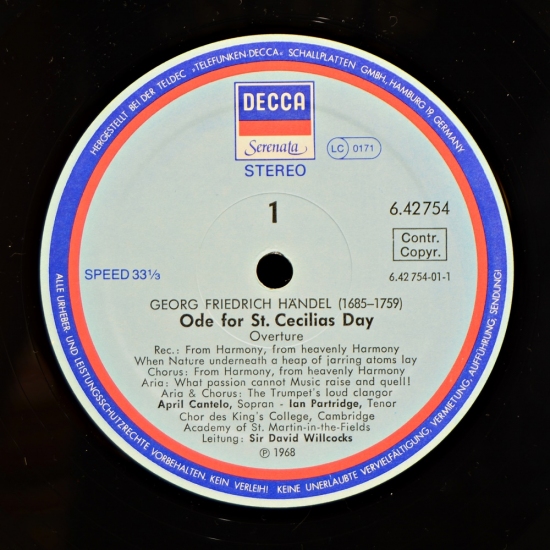 HERGESTELLT BEI DER TELDEC »TELEFUNKEN-DECCA« SCHALLPLATTEN GMBH, HAMBURG 19, GERMANY
DECCA
Serenata
LC 0171
STEREO
1
6.42754
Contr.
Copyr.
SPEED 33⅓
6.42 754-01-1
GEORG FRIEDRICH HÄNDEL (1685–1759)
Ode for St. Cecilias Day
Overture
Rec.: From Harmony, from heavenly Harmony
When Nature underneath a heap of jarring atoms lay
Chorus: From Harmony, from heavenly Harmony
Aria: What passion cannot Music raise and quell!
Aria & Chorus: The Trumpet's loud clangor
April Cantelo, Sopran - Ian Partridge, Tenor
Chor des King's College, Cambridge
Academy of St. Martin-in-the-Fields
Leitung: Sir David Willcocks
℗ 1968
ALLE URHEBER- UND LEISTUNGSSCHUTZRECHTE VORBEHALTEN. KEIN VERLEIH! KEINE UNERLAUBTE VERVIELFÄLTIGUNG, VERMIETUNG, AUFFÜHRUNG, SENDUNG!